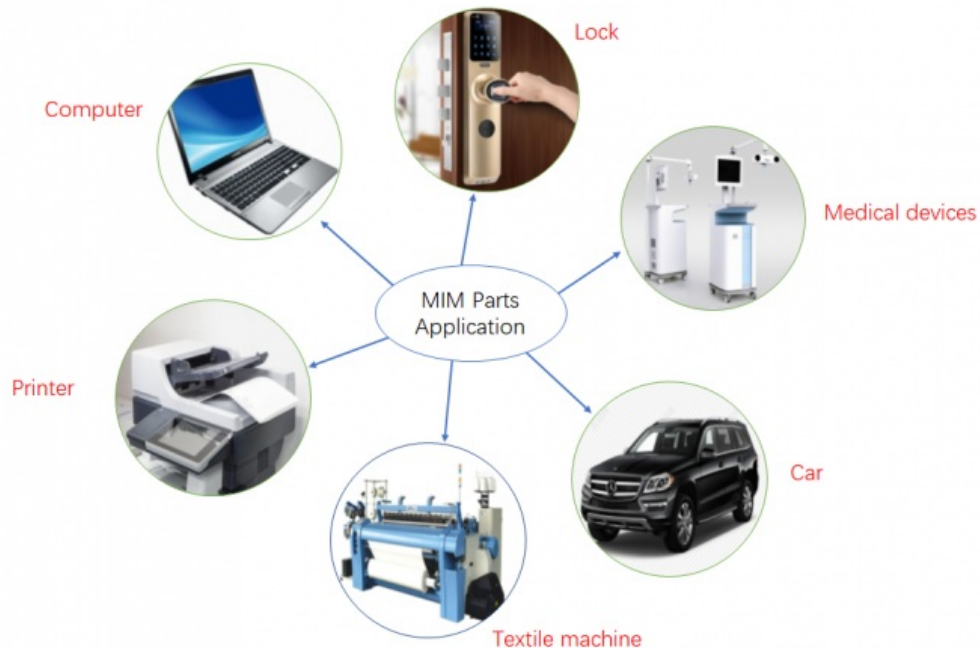 Lock
Computer
Medical devices
MIM Parts
Application
Printer
Car
Textile machine